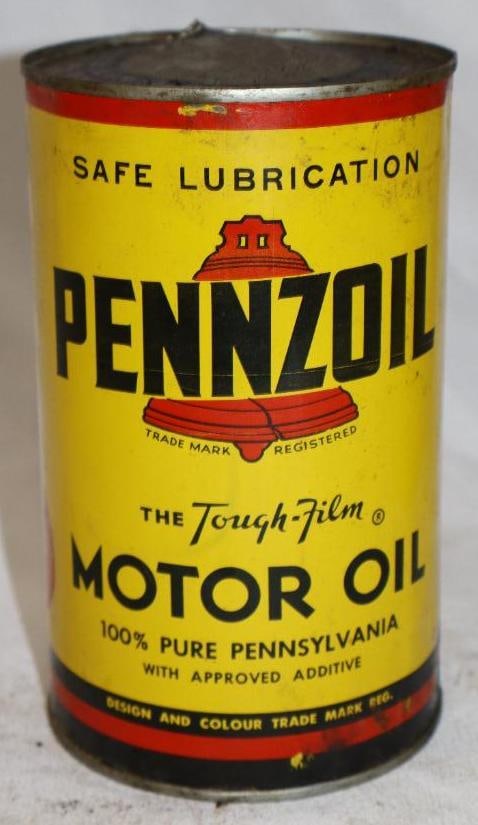 SAFE LUBRICATION
PENNZOIL
TRADE MARK REGISTERED
THE Tough-Film ®
MOTOR OIL
100% PURE PENNSYLVANIA
WITH APPROVED ADDITIVE
DESIGN AND COLOUR TRADE MARK REG.